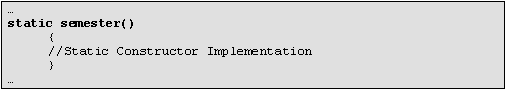 …
static semester()
{
//Static Constructor Implementation
}
…